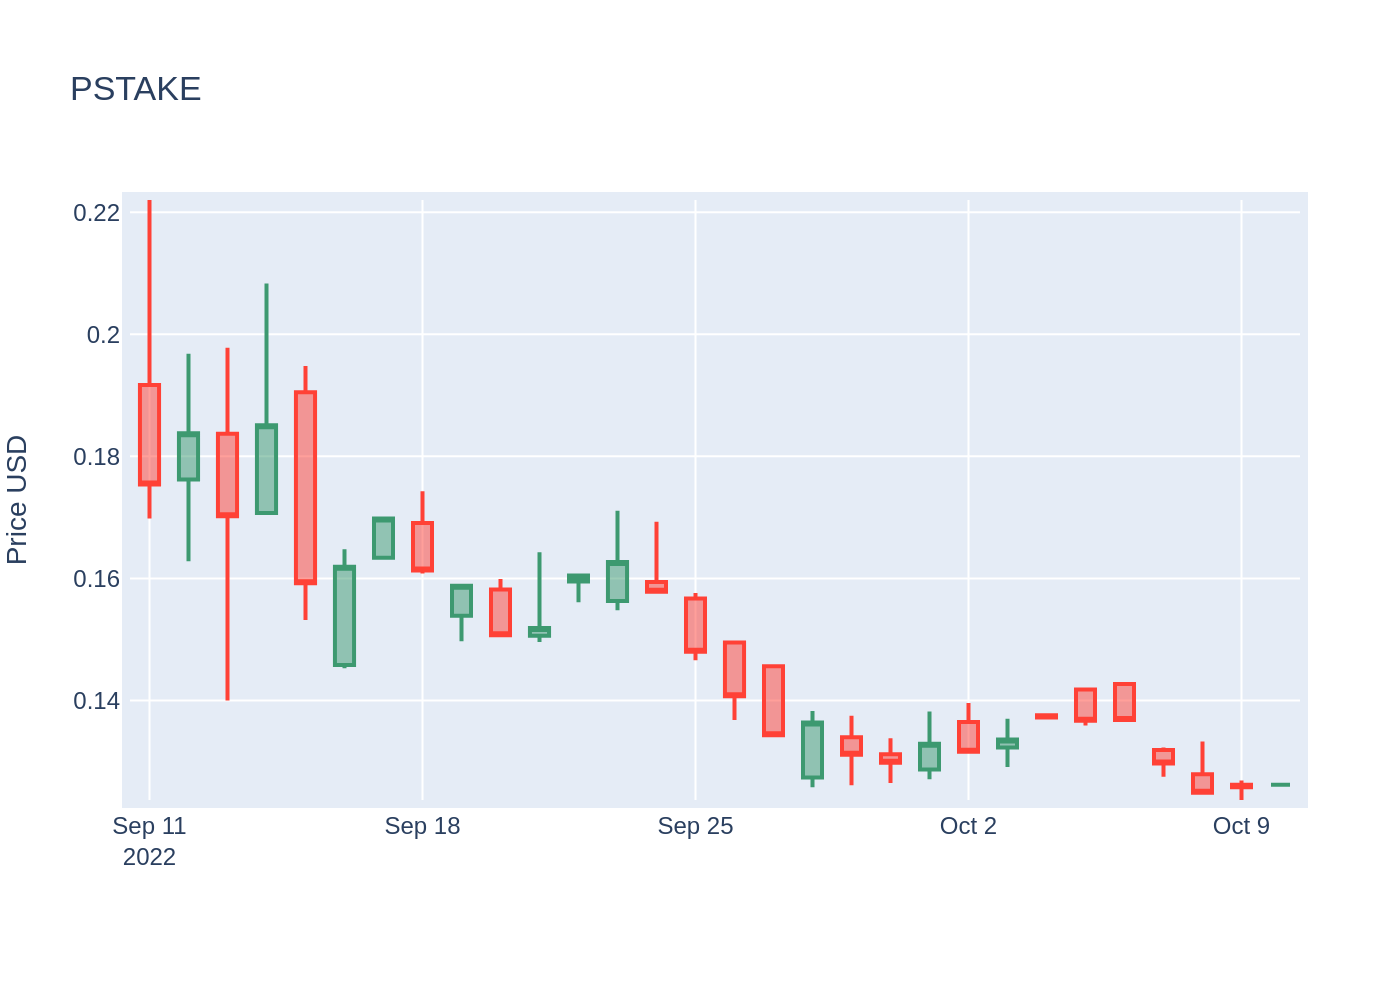 PSTAKE
Price USD
0.22
0.2
0.18
0.16
0.14
Sep 11
2022
Sep 18
Sep 25
Oct 2
Oct 9